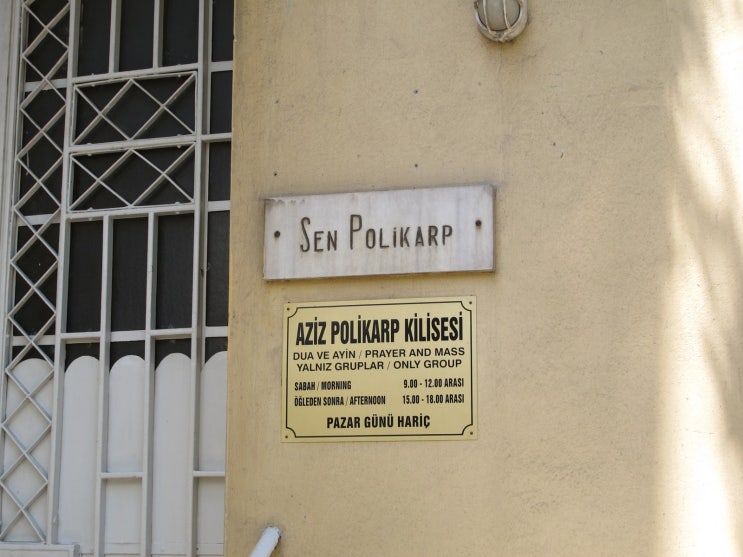 SEN POLİKARP
AZİZ POLİKARP KİLİSESİ
DUA VE AYİN / PRAYER AND MASS
YALNIZ GRUPLAR / ONLY GROUP
SABAH / MORNING 9.00 - 12.00 ARASI
ÖĞLEDEN SONRA / AFTERNOON 15.00 - 18.00 ARASI
PAZAR GÜNÜ HARİÇ